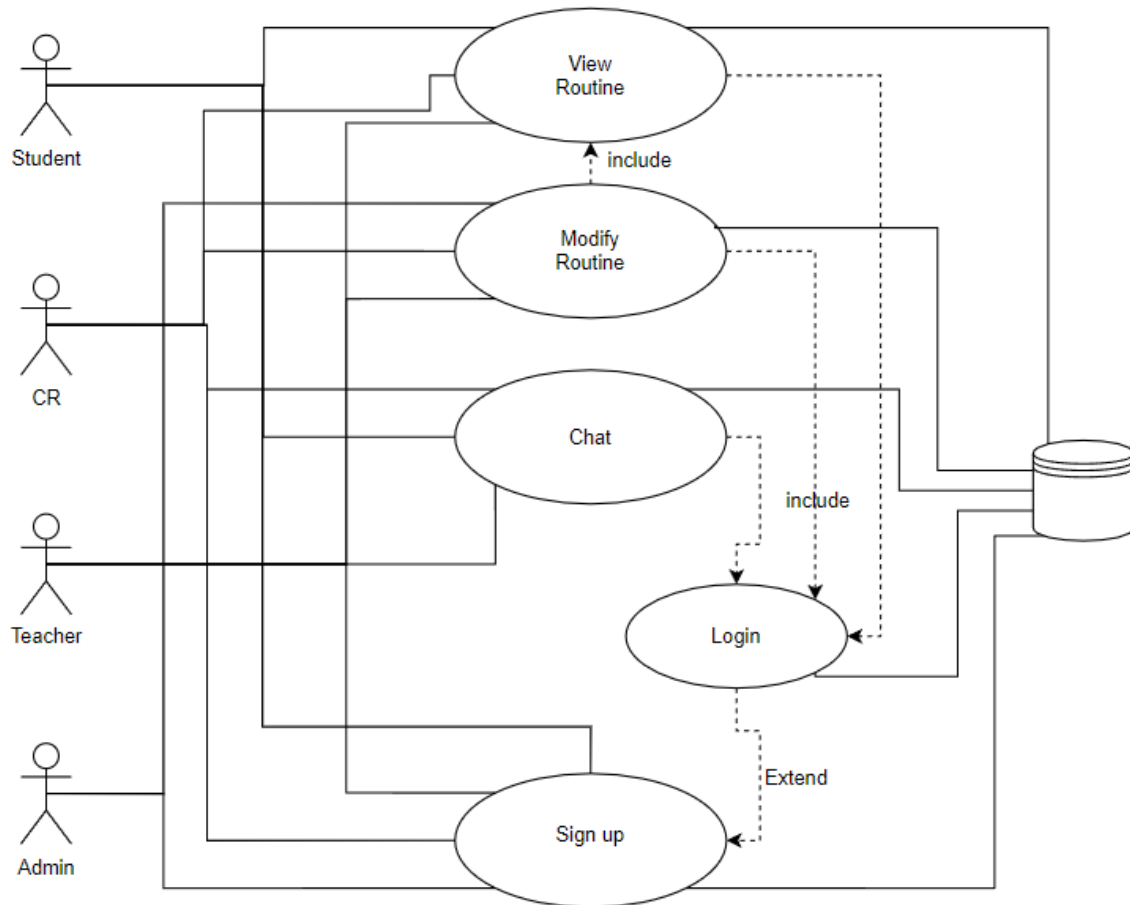 View
Routine
Student
include
Modify
Routine
CR
Chat
include
Teacher
Login
Extend
Sign up
Admin